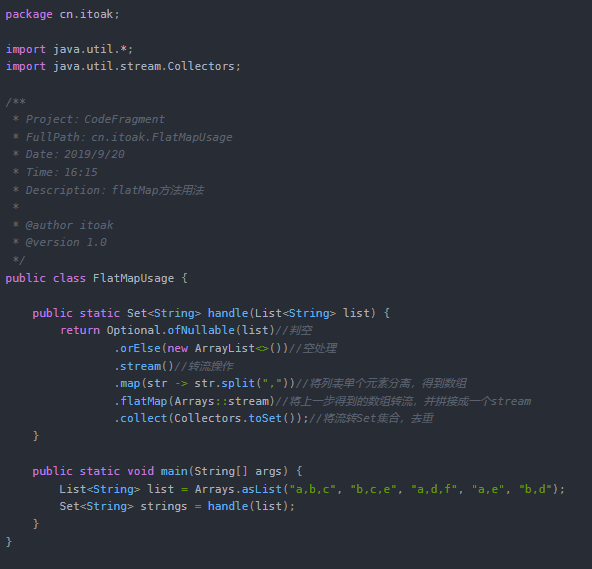 package cn.itoak;
import java.util.*;
import java.util.stream.Collectors;
/**
* Project: CodeFragment
* FullPath: cn.itoak.FlatMapUsage
* Date: 2019/9/20
* Time: 16:15
* Description: flatMap方法用法
*
* @author itoak
* @version 1.0
*/
public class FlatMapUsage {
public static Set<String> handle(List<String> list) {
return Optional.ofNullable(list)//判空
.orElse(new ArrayList<>())//空处理
.stream()//转流操作
.map(str -> str.split(","))//将列表单个元素分离，得到数组
.flatMap(Arrays::stream)//将上一步得到的数组转流，并拼接成一个stream
.collect(Collectors.toSet());//将流转Set集合，去重
}
public static void main(String[] args) {
List<String> list = Arrays.asList("a,b,c", "b,c,e", "a,d,f", "a,e", "b,d");
Set<String> strings = handle(list);
}
}